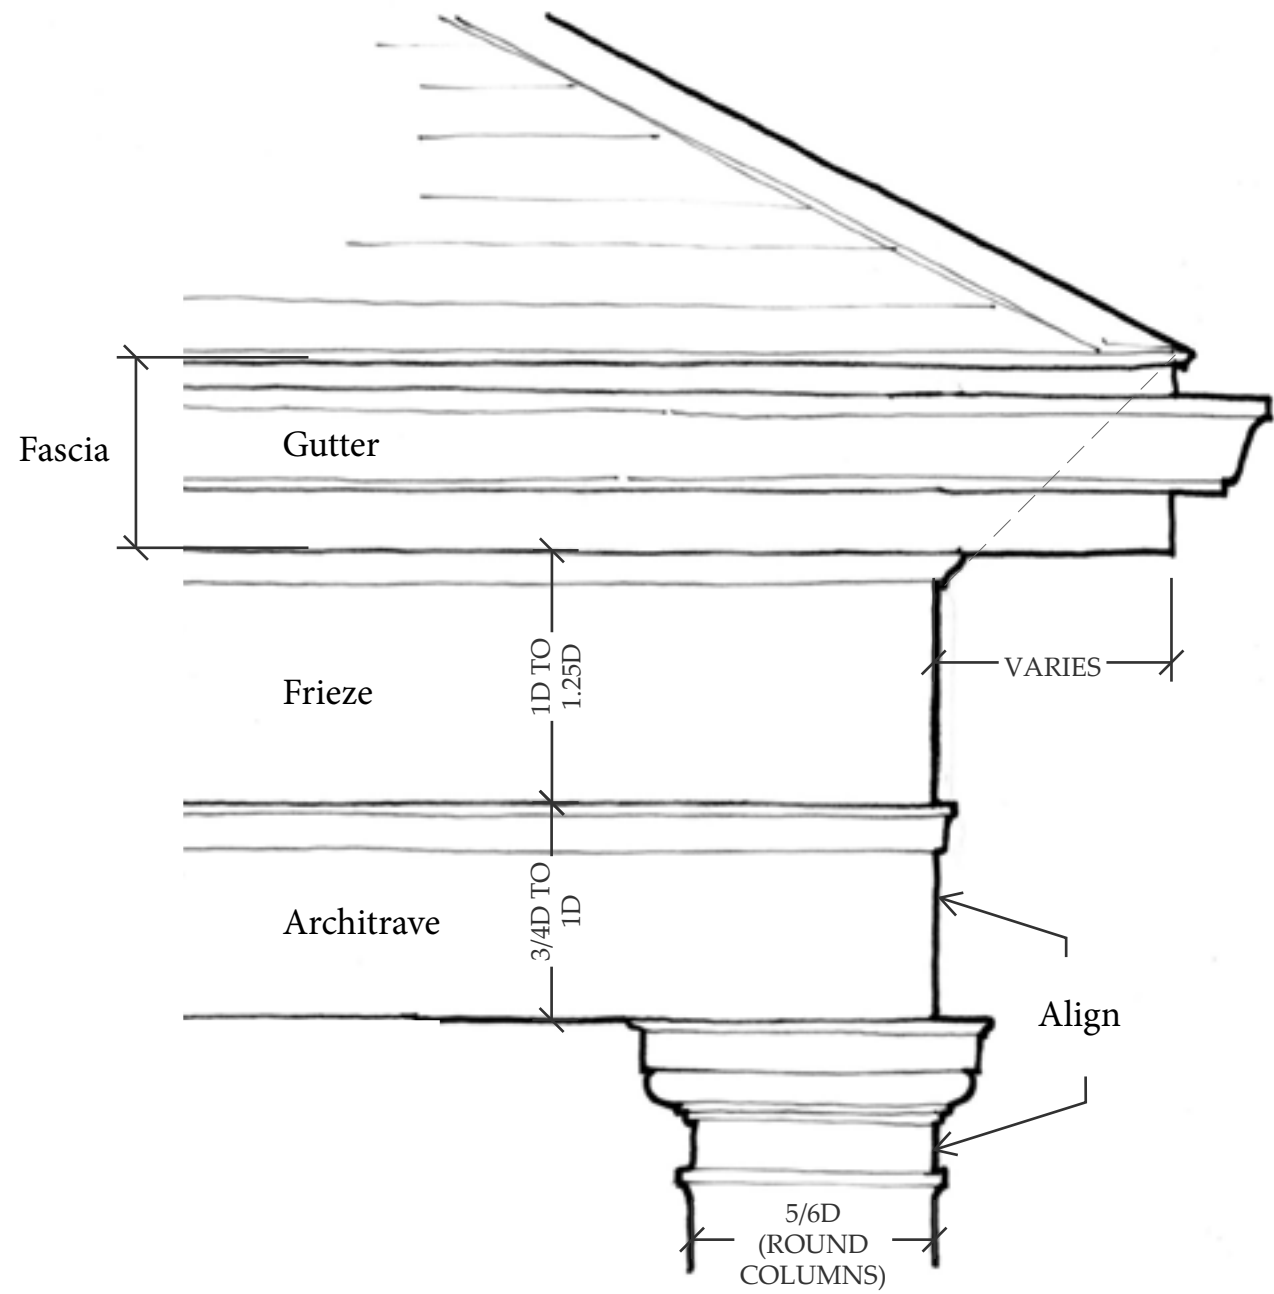 Fascia
Gutter
Frieze
1D TO
1.25D
VARIES
Architrave
3/4D TO
1D
Align
5/6D
(ROUND
COLUMNS)